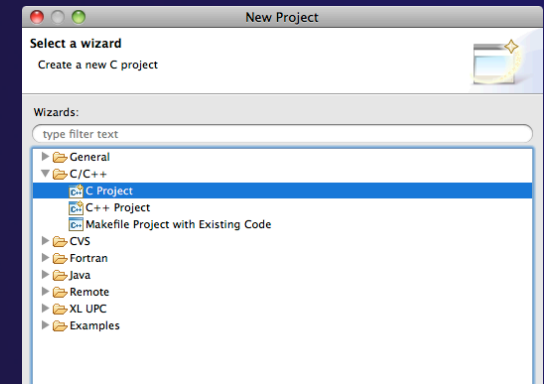 New Project
Select a wizard
Create a new C project
Wizards:
type filter text
General
C/C++
C Project
C++ Project
Makefile Project with Existing Code
CVS
Fortran
Java
Remote
XL UPC
Examples